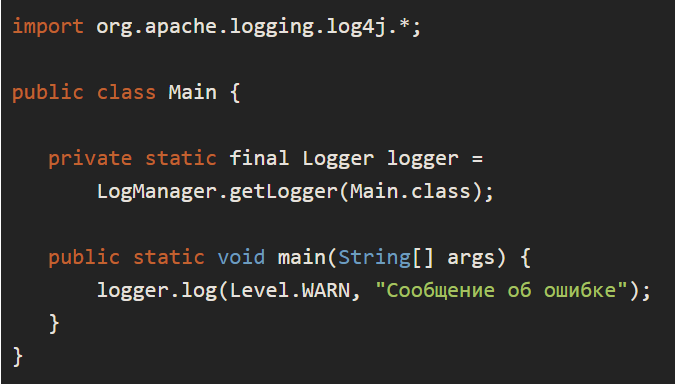 import org.apache.logging.log4j.*;
public class Main {
private static final Logger logger =
LogManager.getLogger(Main.class);
public static void main(String[] args) {
logger.log(Level.WARN, "Сообщение об ошибке");
}
}